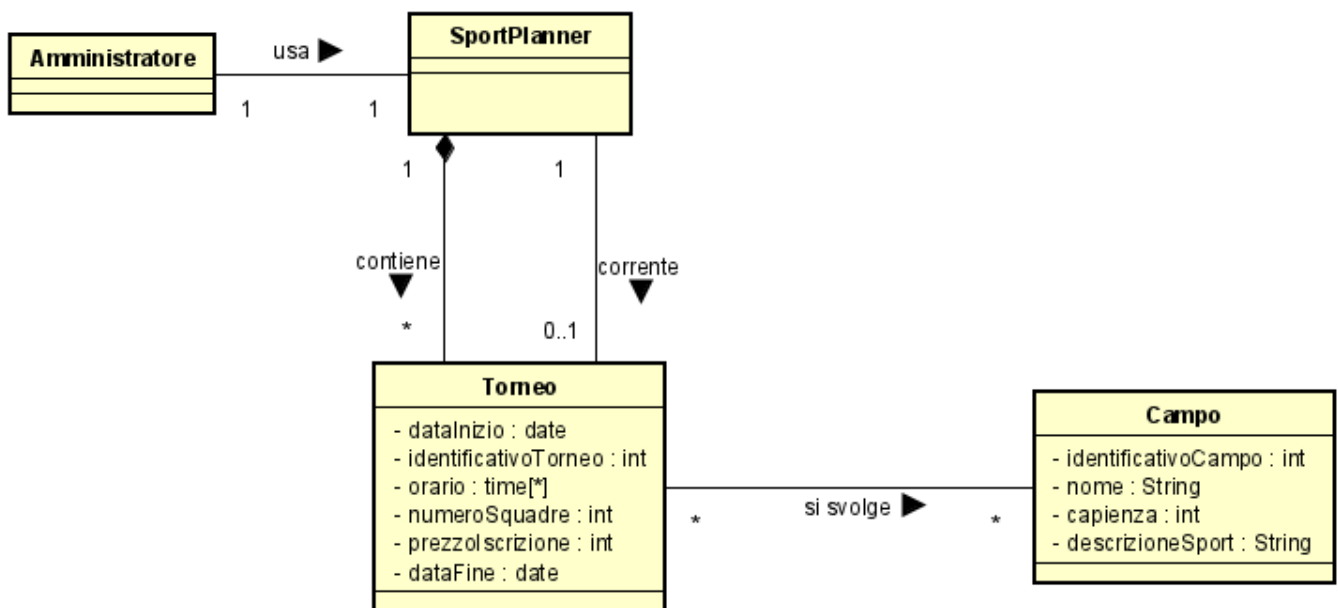 Amministratore
usa
1
1
SportPlanner
1
1
contiene
corrente
*
0..1
Torneo
- dataInizio : date
- identificativoTorneo : int
- orario : time[*]
- numeroSquadre : int
- prezzoIscrizione : int
- dataFine : date
*
si svolge
*
Campo
- identificativoCampo : int
- nome : String
- capienza : int
- descrizioneSport : String